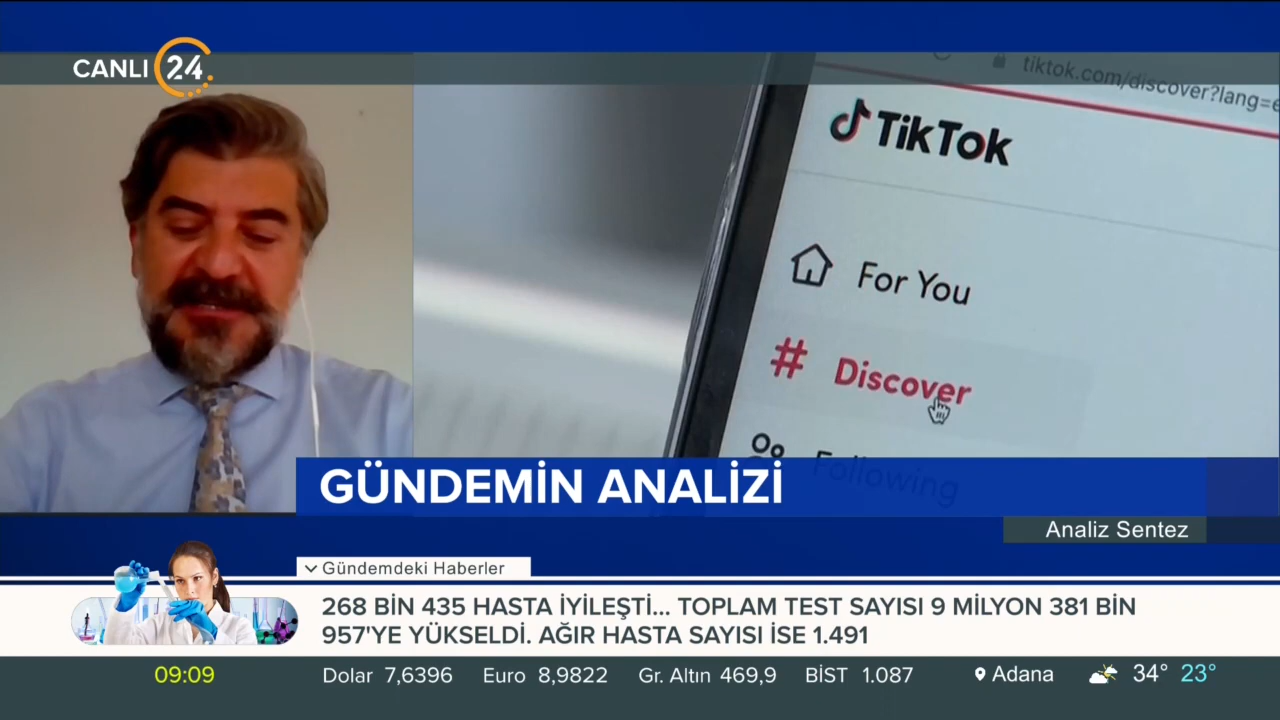 CANLI 24
tiktok.com/discover?lang=e
TikTok
For You
# Discover
Following
GÜNDEMİN ANALİZİ
Analiz Sentez
Gündemdeki Haberler
268 BİN 435 HASTA İYİLEŞTİ... TOPLAM TEST SAYISI 9 MİLYON 381 BİN
957'YE YÜKSELDİ. AĞIR HASTA SAYISI İSE 1.491
09:09 Dolar 7,6396 Euro 8,9822 Gr. Altın 469,9 BİST 1.087 Adana 34° 23°